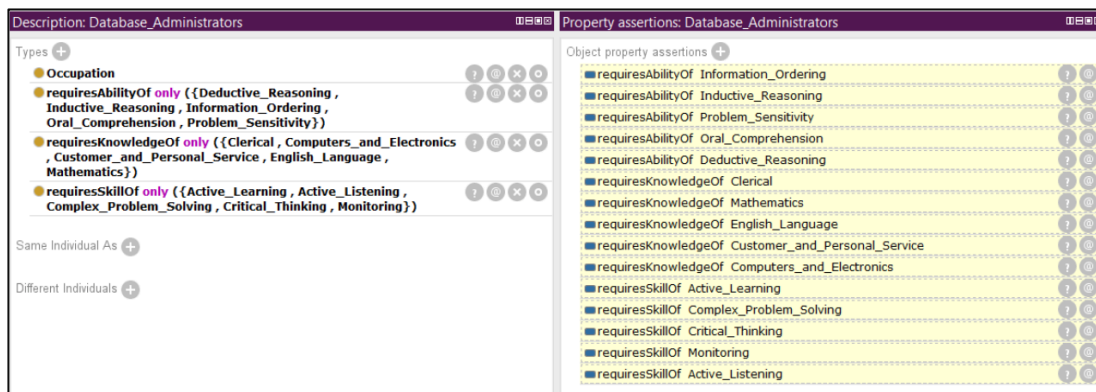 Description: Database_Administrators
Types
Occupation
requiresAbilityOf only ({Deductive_Reasoning ,
Inductive_Reasoning , Information_Ordering ,
Oral_Comprehension , Problem_Sensitivity})
requiresKnowledgeOf only ({Clerical , Computers_and_Electronics
, Customer_and_Personal_Service , English_Language ,
Mathematics})
requiresSkillOf only ({Active_Learning , Active_Listening ,
Complex_Problem_Solving , Critical_Thinking , Monitoring})
Same Individual As
Different Individuals
Property assertions: Database_Administrators
Object property assertions
requiresAbilityOf Information_Ordering
requiresAbilityOf Inductive_Reasoning
requiresAbilityOf Problem_Sensitivity
requiresAbilityOf Oral_Comprehension
requiresAbilityOf Deductive_Reasoning
requiresKnowledgeOf Clerical
requiresKnowledgeOf Mathematics
requiresKnowledgeOf English_Language
requiresKnowledgeOf Customer_and_Personal_Service
requiresKnowledgeOf Computers_and_Electronics
requiresSkillOf Active_Learning
requiresSkillOf Complex_Problem_Solving
requiresSkillOf Critical_Thinking
requiresSkillOf Monitoring
requiresSkillOf Active_Listening